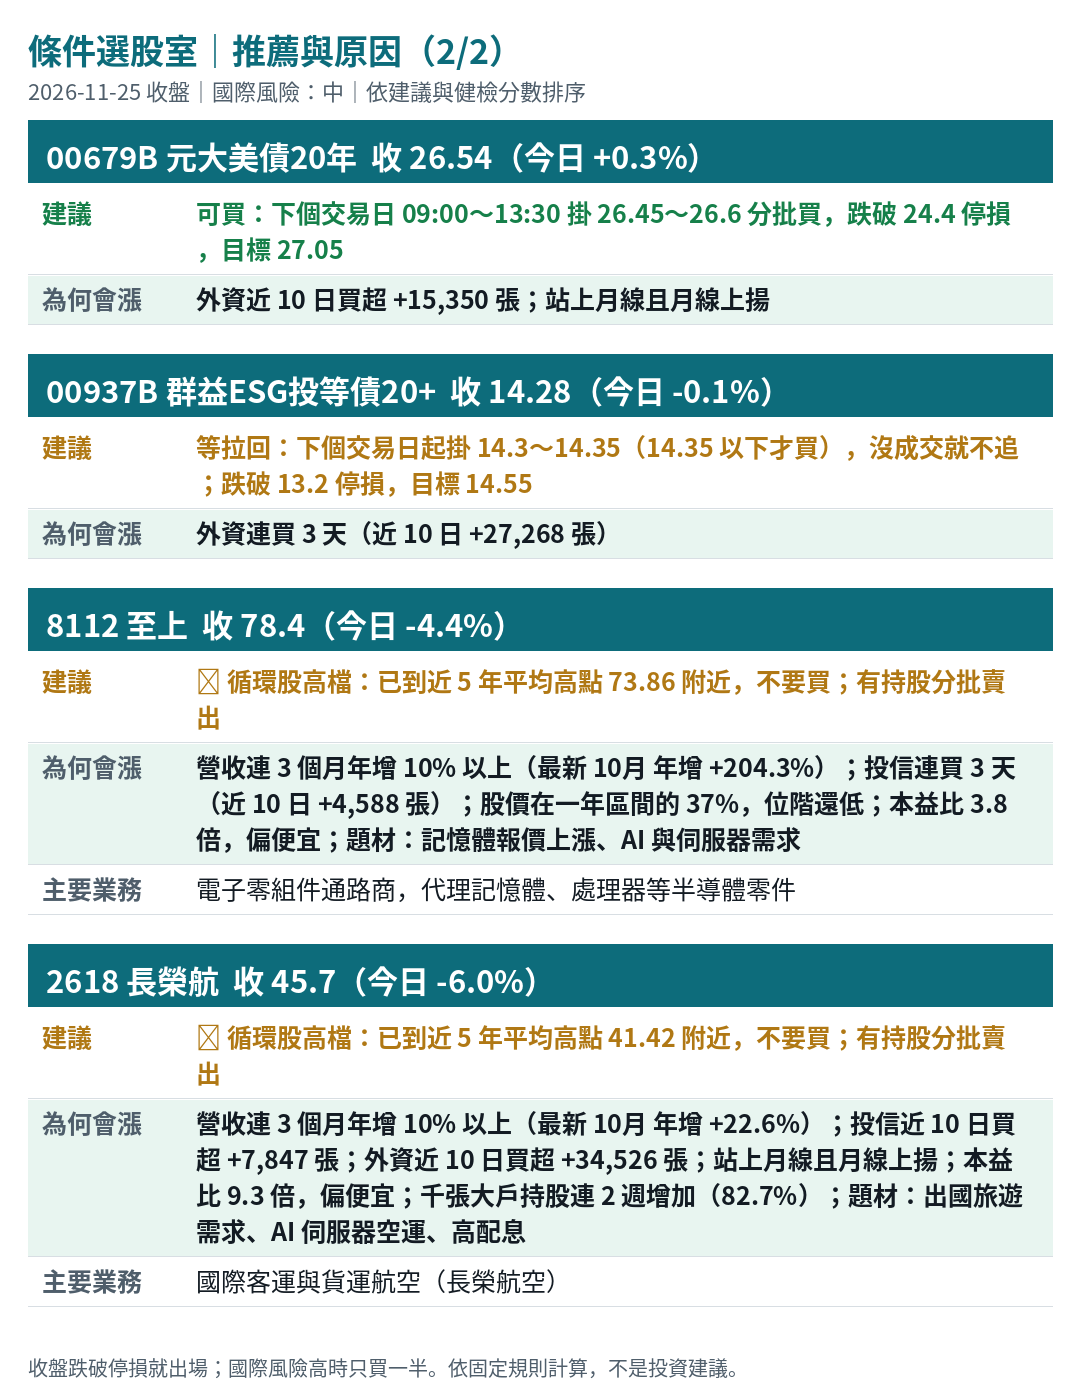 條件選股室｜推薦與原因（2/2）
2026-11-25 收盤｜國際風險：中｜依建議與健檢分數排序
00679B 元大美債20年 收 26.54（今日 +0.3%）
建議 可買：下個交易日 09:00～13:30 掛 26.45～26.6 分批買，跌破 24.4 停損
，目標 27.05
為何會漲 外資近 10 日買超 +15,350 張；站上月線且月線上揚
00937B 群益ESG投等債20+ 收 14.28（今日 -0.1%）
建議 等拉回：下個交易日起掛 14.3～14.35（14.35 以下才買），沒成交就不追
；跌破 13.2 停損，目標 14.55
為何會漲 外資連買 3 天（近 10 日 +27,268 張）
8112 至上 收 78.4（今日 -4.4%）
建議 循環股高檔：已到近 5 年平均高點 73.86 附近，不要買；有持股分批賣
出
為何會漲 營收連 3 個月年增 10% 以上（最新 10月 年增 +204.3%）；投信連買 3 天
（近 10 日 +4,588 張）；股價在一年區間的 37%，位階還低；本益比 3.8
倍，偏便宜；題材：記憶體報價上漲、AI 與伺服器需求
主要業務 電子零組件通路商，代理記憶體、處理器等半導體零件
2618 長榮航 收 45.7（今日 -6.0%）
建議 循環股高檔：已到近 5 年平均高點 41.42 附近，不要買；有持股分批賣
出
為何會漲 營收連 3 個月年增 10% 以上（最新 10月 年增 +22.6%）；投信近 10 日買
超 +7,847 張；外資近 10 日買超 +34,526 張；站上月線且月線上揚；本益
比 9.3 倍，偏便宜；千張大戶持股連 2 週增加（82.7%）；題材：出國旅遊
需求、AI 伺服器空運、高配息
主要業務 國際客運與貨運航空（長榮航空）
收盤跌破停損就出場；國際風險高時只買一半。依固定規則計算，不是投資建議。